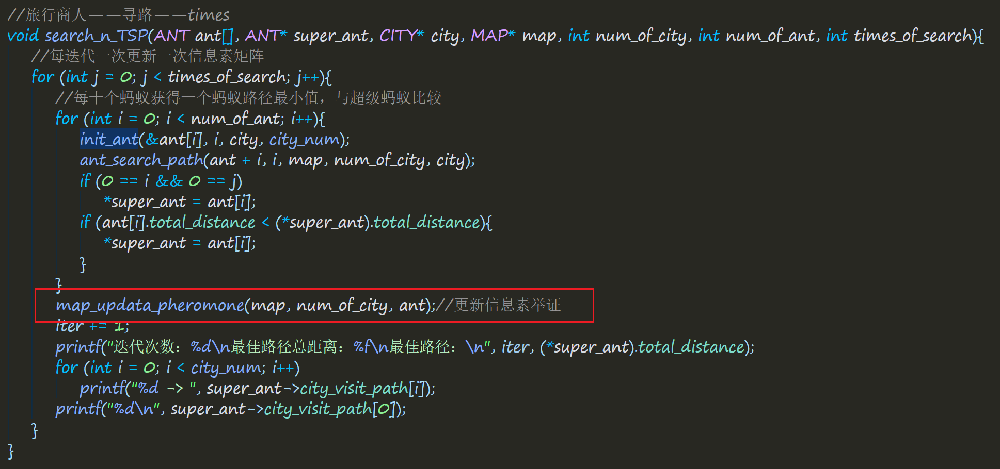 //旅行商人——寻路——times
void search_n_TSP(ANT ant[], ANT* super_ant, CITY* city, MAP* map, int num_of_city, int num_of_ant, int times_of_search){
//每迭代一次更新一次信息素矩阵
for (int j = 0; j < times_of_search; j++){
//每十个蚂蚁获得一个蚂蚁路径最小值，与超级蚂蚁比较
for (int i = 0; i < num_of_ant; i++){
init_ant(&ant[i], i, city, city_num);
ant_search_path(ant + i, i, map, num_of_city, city);
if (0 == i && 0 == j)
*super_ant = ant[i];
if (ant[i].total_distance < (*super_ant).total_distance){
*super_ant = ant[i];
}
}
map_updata_pheromone(map, num_of_city, ant);//更新信息素举证
iter += 1;
printf("迭代次数：%d\n最佳路径总距离：%f\n最佳路径：\n", iter, (*super_ant).total_distance);
for (int i = 0; i < city_num; i++)
printf("%d -> ", super_ant->city_visit_path[i]);
printf("%d\n", super_ant->city_visit_path[0]);
}
}